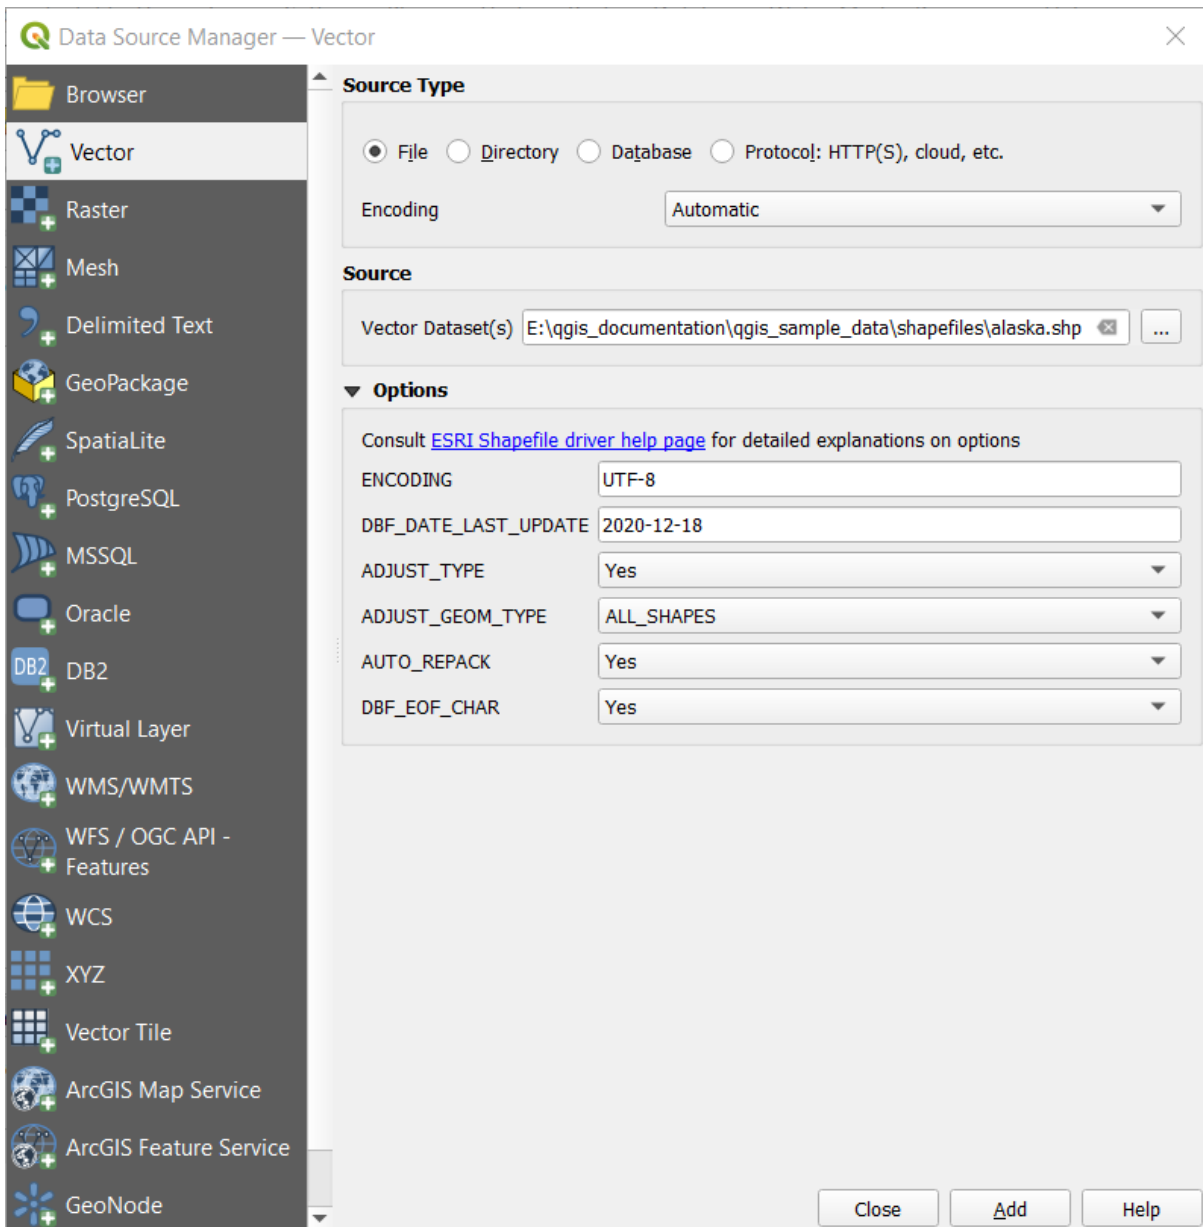 Data Source Manager — Vector
Browser
Vector
Raster
Mesh
Delimited Text
GeoPackage
SpatiaLite
PostgreSQL
MSSQL
Oracle
DB2 DB2
Virtual Layer
WMS/WMTS
WFS / OGC API -
Features
WCS
XYZ
Vector Tile
ArcGIS Map Service
ArcGIS Feature Service
GeoNode
Source Type
File Directory Database Protocol: HTTP(S), cloud, etc.
Encoding Automatic
Source
Vector Dataset(s) E:\qgis_documentation\qgis_sample_data\shapefiles\alaska.shp ...
Options
Consult ESRI Shapefile driver help page for detailed explanations on options
ENCODING UTF-8
DBF_DATE_LAST_UPDATE 2020-12-18
ADJUST_TYPE Yes
ADJUST_GEOM_TYPE ALL_SHAPES
AUTO_REPACK Yes
DBF_EOF_CHAR Yes
Close Add Help